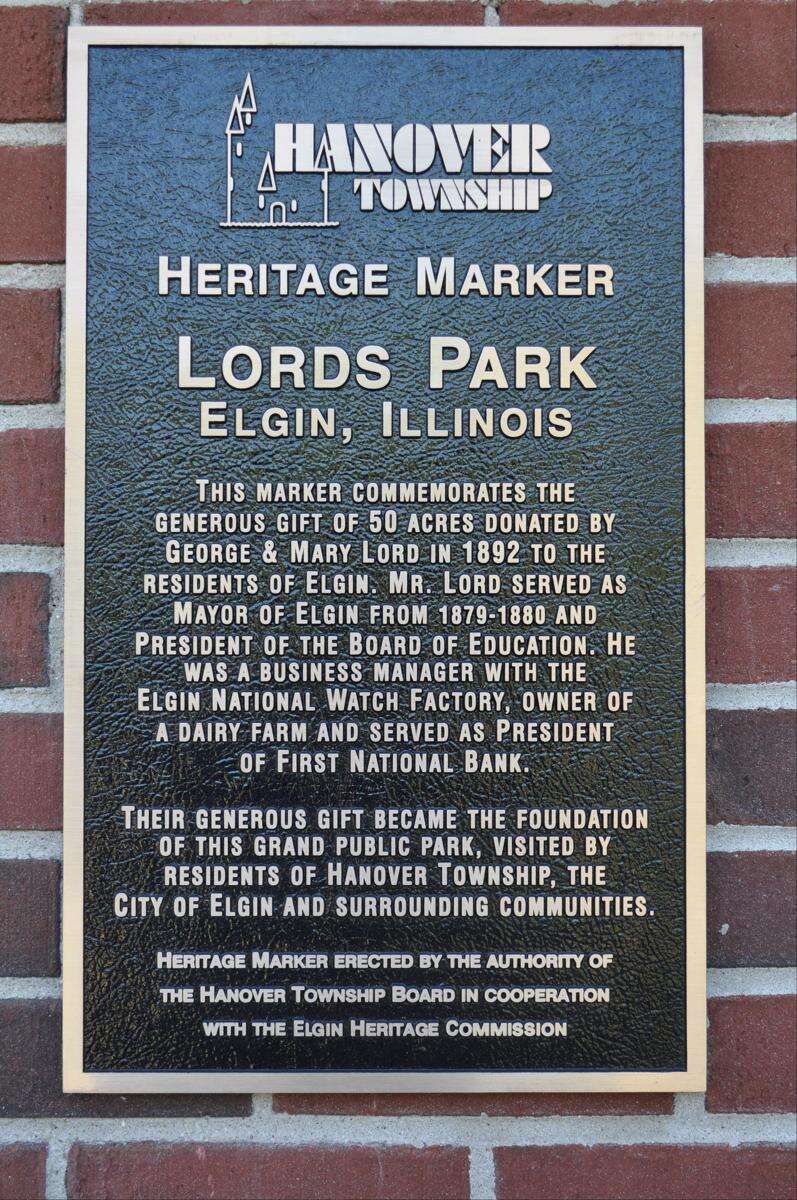 HANOVER
TOWNSHIP
HERITAGE MARKER
LORDS PARK
ELGIN, ILLINOIS
THIS MARKER COMMEMORATES THE
GENEROUS GIFT OF 50 ACRES DONATED BY
GEORGE & MARY LORD IN 1892 TO THE
RESIDENTS OF ELGIN. MR. LORD SERVED AS
MAYOR OF ELGIN FROM 1879-1880 AND
PRESIDENT OF THE BOARD OF EDUCATION. HE
WAS A BUSINESS MANAGER WITH THE
ELGIN NATIONAL WATCH FACTORY, OWNER OF
A DAIRY FARM AND SERVED AS PRESIDENT
OF FIRST NATIONAL BANK.
THEIR GENEROUS GIFT BECAME THE FOUNDATION
OF THIS GRAND PUBLIC PARK, VISITED BY
RESIDENTS OF HANOVER TOWNSHIP, THE
CITY OF ELGIN AND SURROUNDING COMMUNITIES.
HERITAGE MARKER ERECTED BY THE AUTHORITY OF
THE HANOVER TOWNSHIP BOARD IN COOPERATION
WITH THE ELGIN HERITAGE COMMISSION